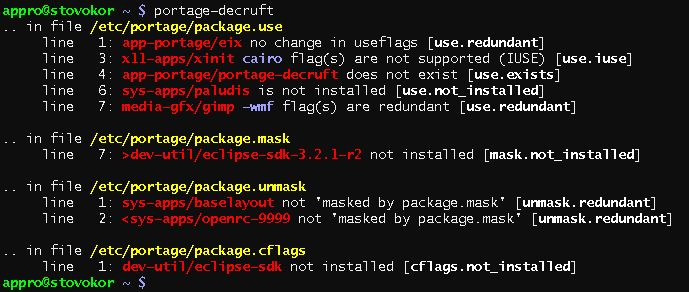 appro@stovokor ~ $ portage-decruft
.. in file /etc/portage/package.use
line 1: app-portage/eix no change in useflags [use.redundant]
line 3: x11-apps/xinit cairo flag(s) are not supported (IUSE) [use.iuse]
line 4: app-portage/portage-decruft does not exist [use.exists]
line 6: sys-apps/paludis is not installed [use.not_installed]
line 7: media-gfx/gimp -wmf flag(s) are redundant [use.redundant]
.. in file /etc/portage/package.mask
line 7: >dev-util/eclipse-sdk-3.2.1-r2 not installed [mask.not_installed]
.. in file /etc/portage/package.unmask
line 1: sys-apps/baselayout not 'masked by package.mask' [unmask.redundant]
line 2: <sys-apps/openrc-9999 not 'masked by package.mask' [unmask.redundant]
.. in file /etc/portage/package.cflags
line 1: dev-util/eclipse-sdk not installed [cflags.not_installed]
appro@stovokor ~ $